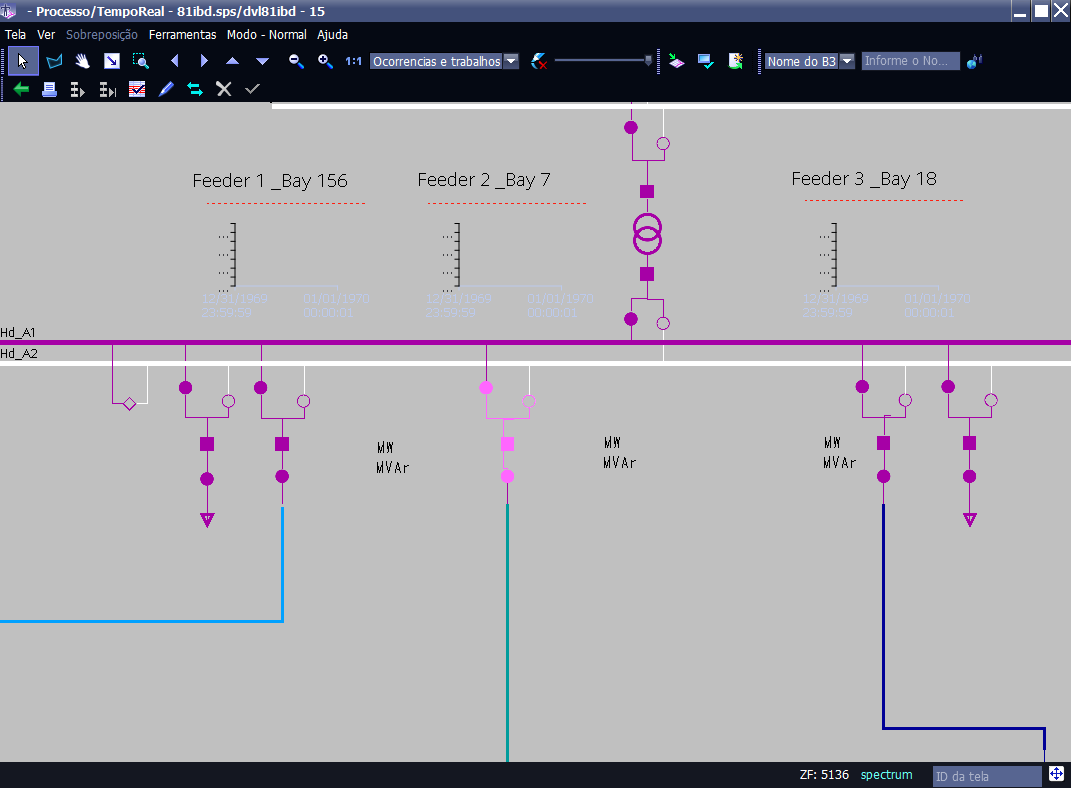 - Processo/TempoReal - 81ibd.sps/dvl81ibd - 15
Tela Ver Sobreposição Ferramentas Modo - Normal Ajuda
1:1 Ocorrencias e trabalhos Nome do B3 Informe o No...
Feeder 1 _Bay 156
Feeder 2 _Bay 7
Feeder 3 _Bay 18
...
...
...
...
...
...
...
...
...
...
...
...
12/31/1969 01/01/1970 12/31/1969 01/01/1970 12/31/1969 01/01/1970
23:59:59 00:00:01 23:59:59 00:00:01 23:59:59 00:00:01
Hd_A1
Hd_A2
MW
MVAr
MW
MVAr
MW
MVAr
ZF: 5136 spectrum ID da tela